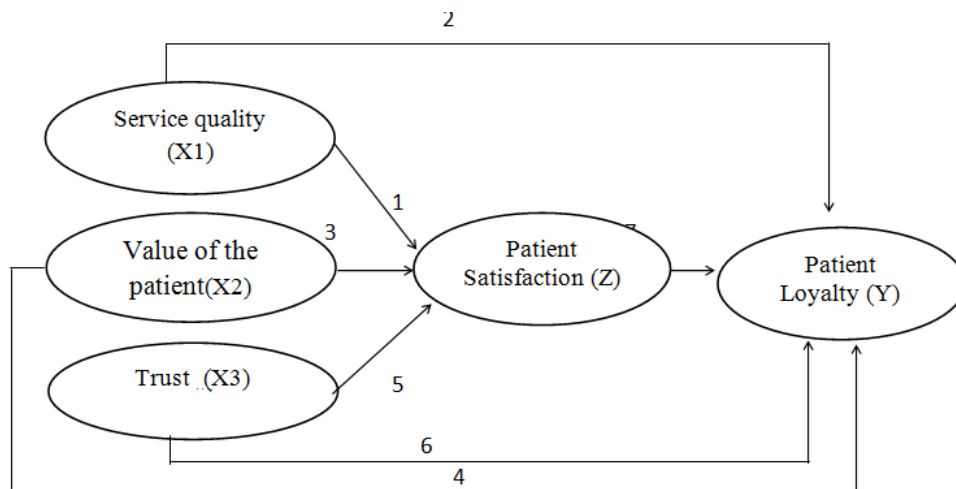 2
Service quality
(X1)
1
3
Value of the
patient(X2)
Patient
Satisfaction (Z)
Patient
Loyalty (Y)
Trust ..(X3)
5
6
4